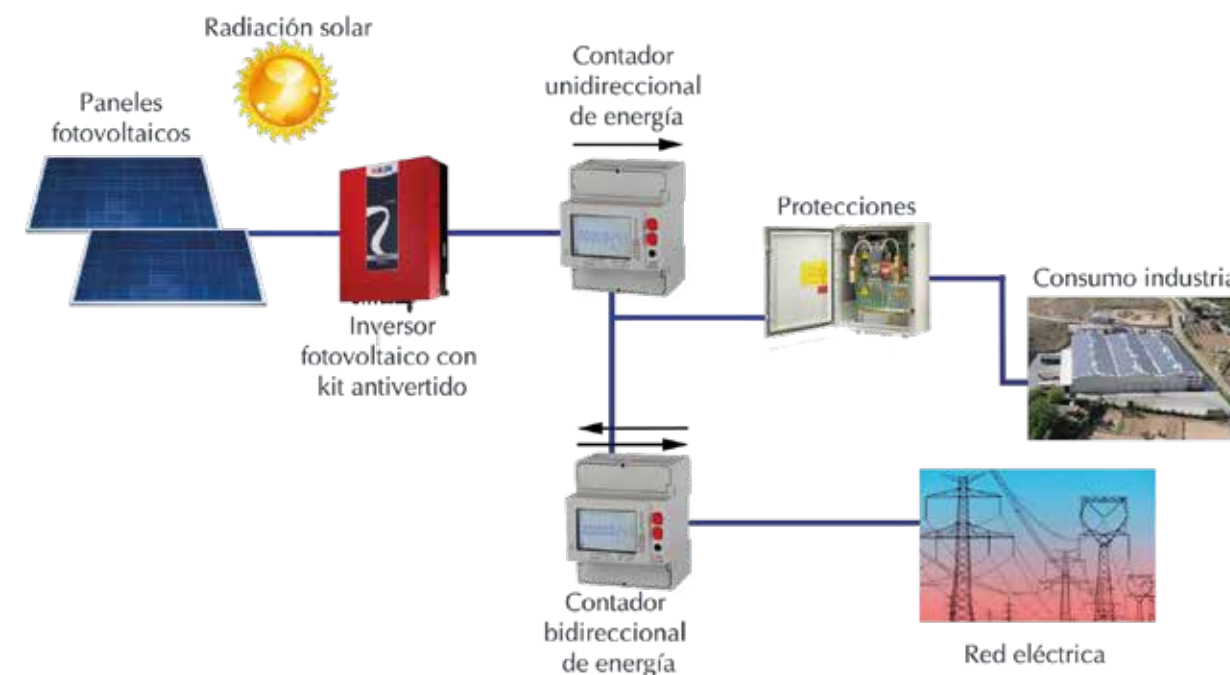 Radiación solar
Paneles
fotovoltaicos
Contador
unidireccional
de energía
Protecciones
Consumo industria
Inversor
fotovoltaico con
kit antivertido
Contador
bidireccional
de energía
Red eléctrica